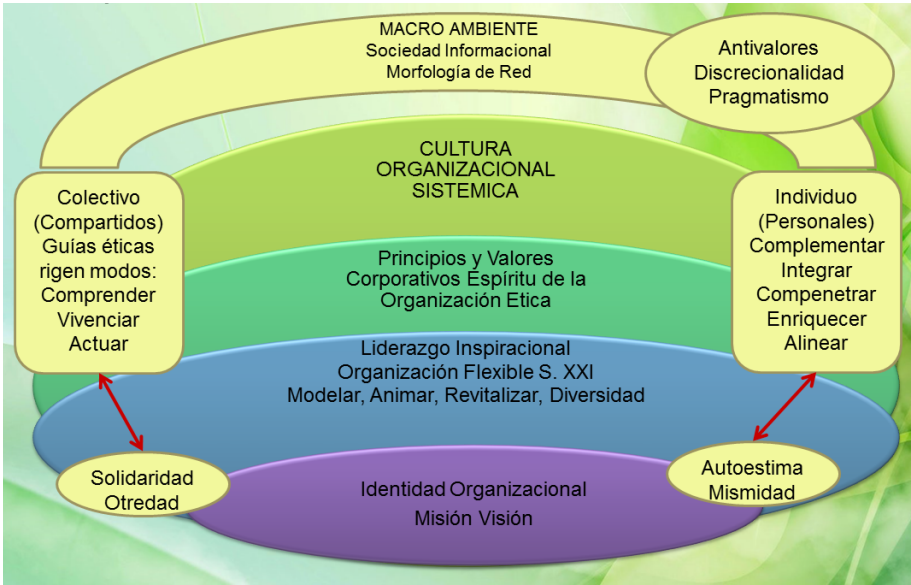 MACRO AMBIENTE
Sociedad Informacional
Morfología de Red
Antivalores
Discrecionalidad
Pragmatismo
CULTURA
ORGANIZACIONAL
SISTEMICA
Colectivo
(Compartidos)
Guías éticas
rigen modos:
Comprender
Vivenciar
Actuar
Individuo
(Personales)
Complementar
Integrar
Compenetrar
Enriquecer
Alinear
Principios y Valores
Corporativos Espíritu de la
Organización Etica
Liderazgo Inspiracional
Organización Flexible S. XXI
Modelar, Animar, Revitalizar, Diversidad
Solidaridad
Otredad
Autoestima
Mismidad
Identidad Organizacional
Misión Visión